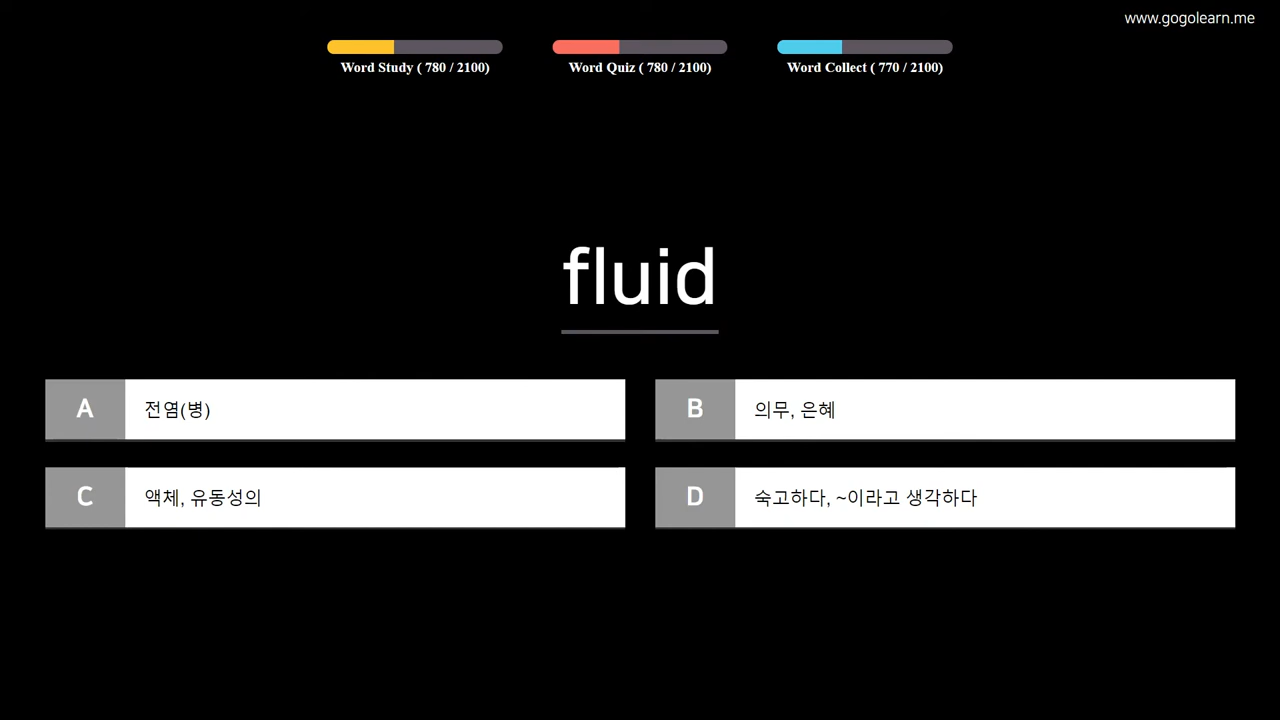 www.gogolearn.me
Word Study ( 780 / 2100)
Word Quiz ( 780 / 2100)
Word Collect ( 770 / 2100)
fluid
A 전염(병)
B 의무, 은혜
C 액체, 유동성의
D 숙고하다, ~이라고 생각하다